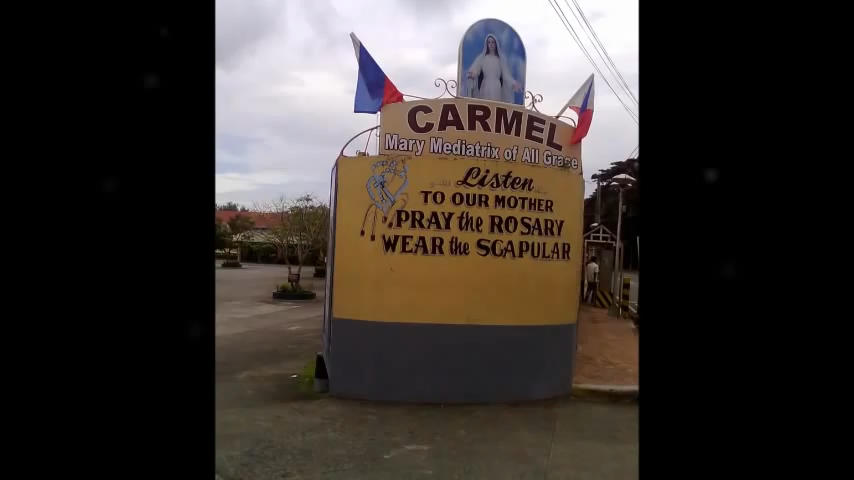 CARMEL
Mary Mediatrix of All Grace
Listen
TO OUR MOTHER
PRAY the ROSARY
WEAR the SCAPULAR